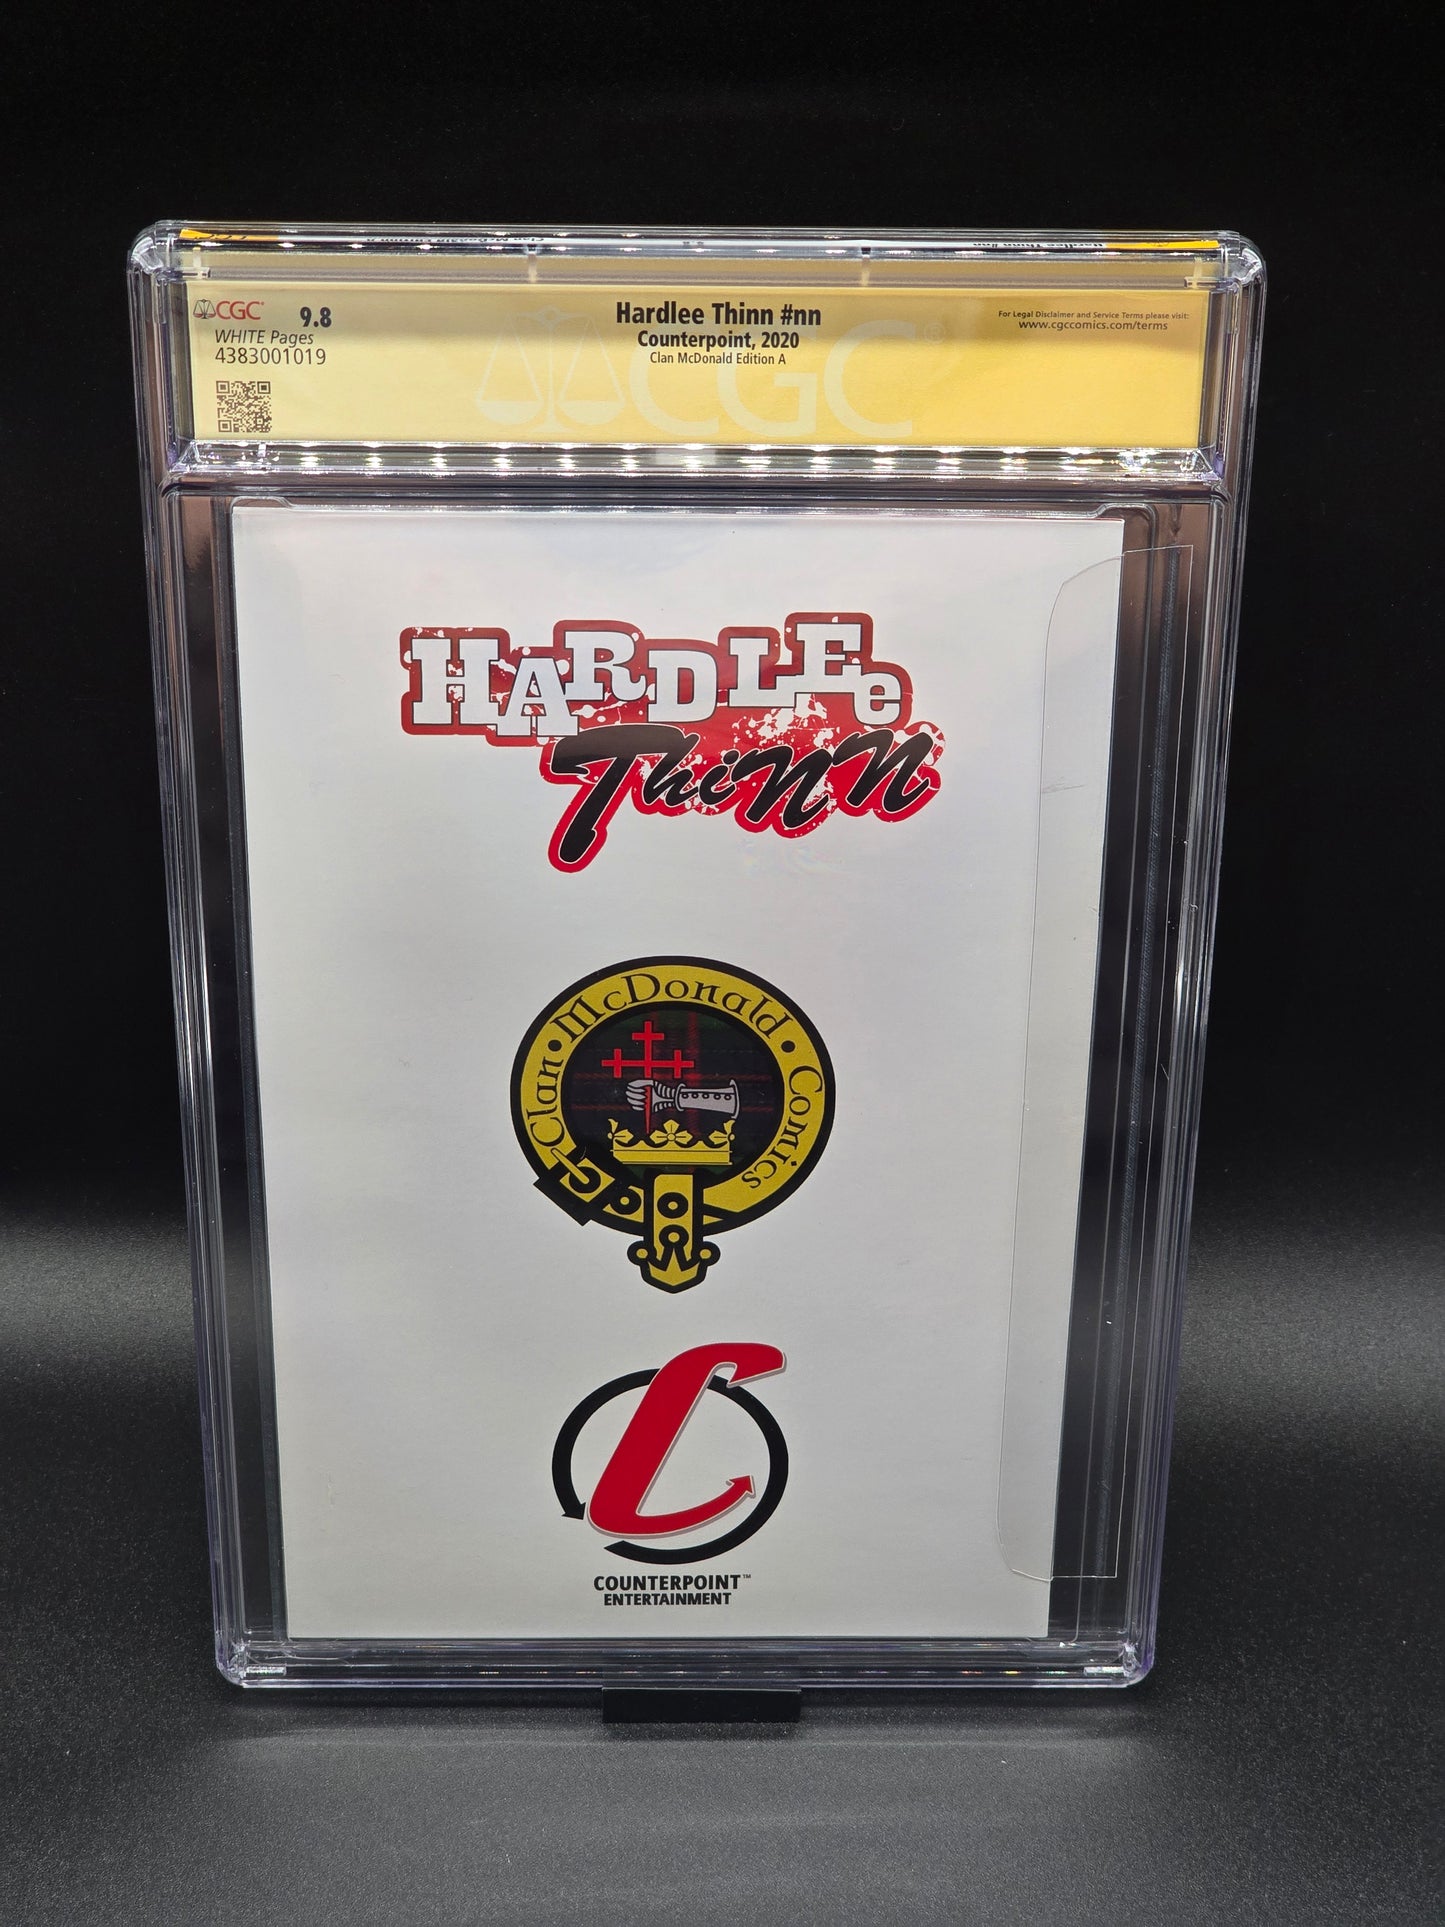 CGC
9.8
WHITE Pages
4383001019
Hardlee Thinn #nn
Counterpoint, 2020
Clan McDonald Edition A
For Legal Disclaimer and Service Terms please visit:
www.cgccomics.com/terms
CGC
HARDLEe
Thinn
Clan • McDonald • Comics
C
COUNTERPOINT™
ENTERTAINMENT